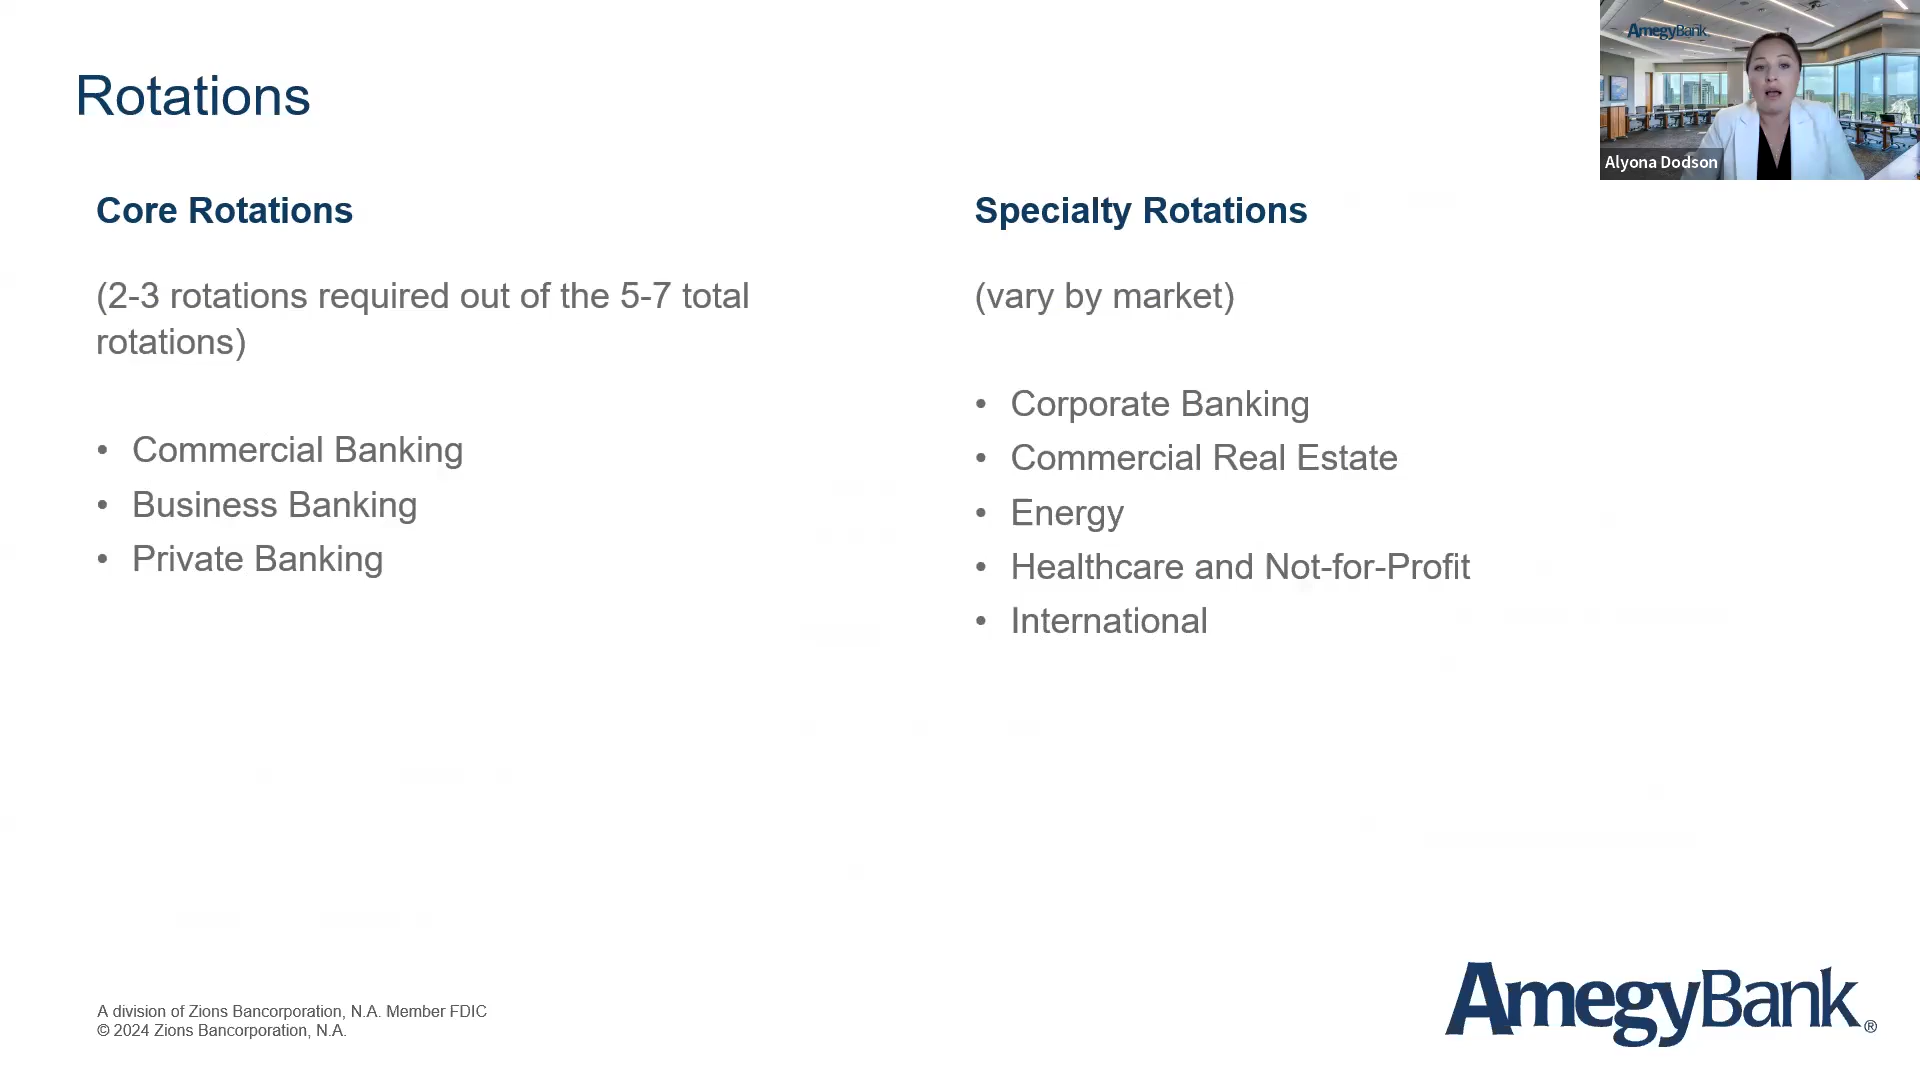 Rotations
AmegyBank
Alyona Dodson
Core Rotations
(2-3 rotations required out of the 5-7 total
rotations)
• Commercial Banking
• Business Banking
• Private Banking
Specialty Rotations
(vary by market)
• Corporate Banking
• Commercial Real Estate
• Energy
• Healthcare and Not-for-Profit
• International
A division of Zions Bancorporation, N.A. Member FDIC
© 2024 Zions Bancorporation, N.A.
AmegyBank®